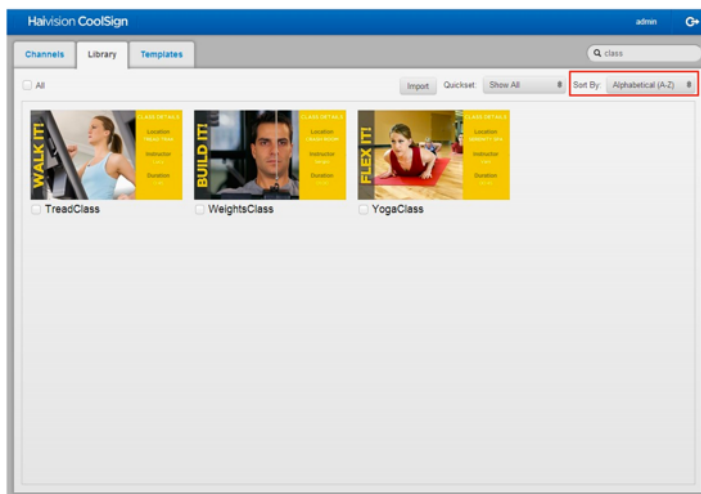 Haivision CoolSign
admin
Channels
Library
Templates
class
All
Import
Quickset: Show All
Sort By: Alphabetical (A-Z)
WALK IT!
CLASS DETAILS
Location
Instructor
Duration
BUILD IT!
CLASS DETAILS
Location
Instructor
Duration
FLEX IT!
CLASS DETAILS
Location
Instructor
Duration
TreadClass
WeightsClass
YogaClass